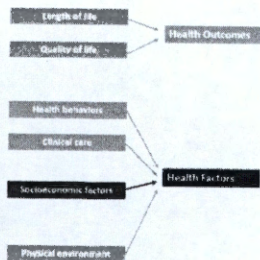 Length of life
Health Outcomes
Quality of life
Health behaviors
Clinical care
Health Factors
Socioeconomic factors
Physical environment